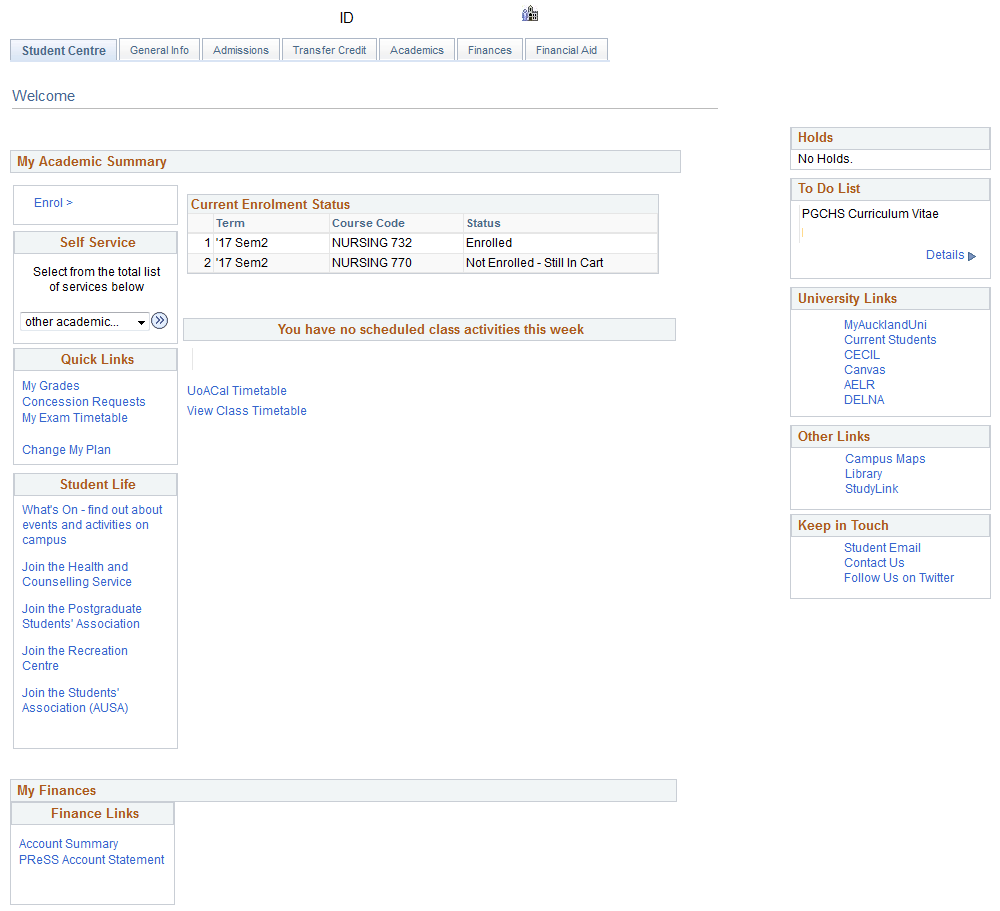 ID
Student Centre General Info Admissions Transfer Credit Academics Finances Financial Aid
Welcome
My Academic Summary
Enrol >
Self Service
Select from the total list
of services below
other academic...
Quick Links
My Grades
Concession Requests
My Exam Timetable
Change My Plan
Student Life
What's On - find out about
events and activities on
campus
Join the Health and
Counselling Service
Join the Postgraduate
Students' Association
Join the Recreation
Centre
Join the Students'
Association (AUSA)
Current Enrolment Status
Term Course Code Status
1 '17 Sem2 NURSING 732 Enrolled
2 '17 Sem2 NURSING 770 Not Enrolled - Still In Cart
You have no scheduled class activities this week
UoACal Timetable
View Class Timetable
My Finances
Finance Links
Account Summary
PReSS Account Statement
Holds
No Holds.
To Do List
PGCHS Curriculum Vitae
Details
University Links
MyAucklandUni
Current Students
CECIL
Canvas
AELR
DELNA
Other Links
Campus Maps
Library
StudyLink
Keep in Touch
Student Email
Contact Us
Follow Us on Twitter